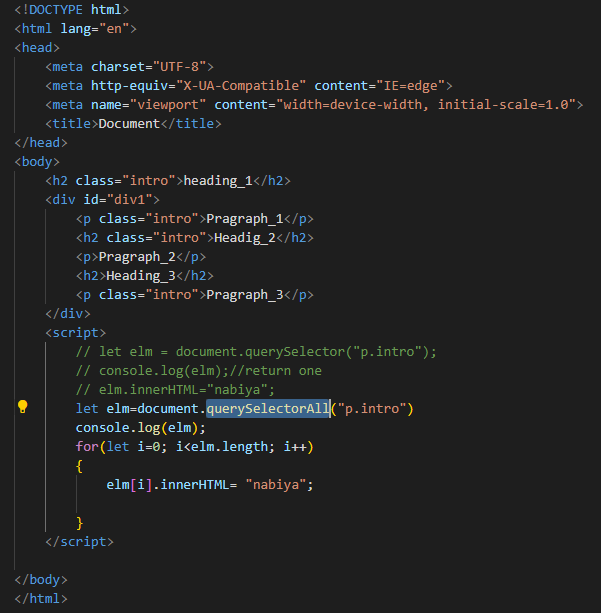 <!DOCTYPE html>
<html lang="en">
<head>
    <meta charset="UTF-8">
    <meta http-equiv="X-UA-Compatible" content="IE=edge">
    <meta name="viewport" content="width=device-width, initial-scale=1.0">
    <title>Document</title>
</head>
<body>
    <h2 class="intro">heading_1</h2>
    <div id="div1">
        <p class="intro">Pragraph_1</p>
        <h2 class="intro">Headig_2</h2>
        <p>Pragraph_2</p>
        <h2>Heading_3</h2>
        <p class="intro">Pragraph_3</p>
    </div>
    <script>
        // let elm = document.querySelector("p.intro");
        // console.log(elm);//return one
        // elm.innerHTML="nabiya";
        let elm=document.querySelectorAll("p.intro")
        console.log(elm);
        for(let i=0; i<elm.length; i++)
        {
            elm[i].innerHTML= "nabiya";
        }
    </script>
</body>
</html>